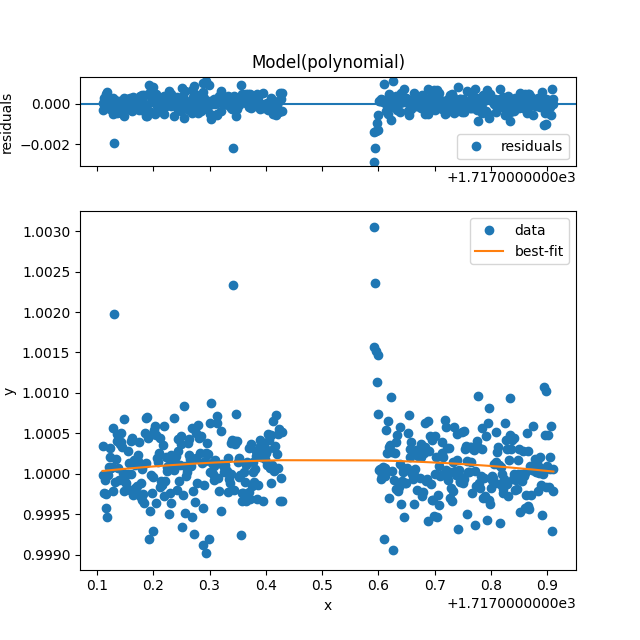 Model(polynomial)
residuals
0.000
−0.002
residuals
+1.7170000000e3
y
1.0030
1.0025
1.0020
1.0015
1.0010
1.0005
1.0000
0.9995
0.9990
data
best-fit
0.1 0.2 0.3 0.4 0.5 0.6 0.7 0.8 0.9
x
+1.7170000000e3